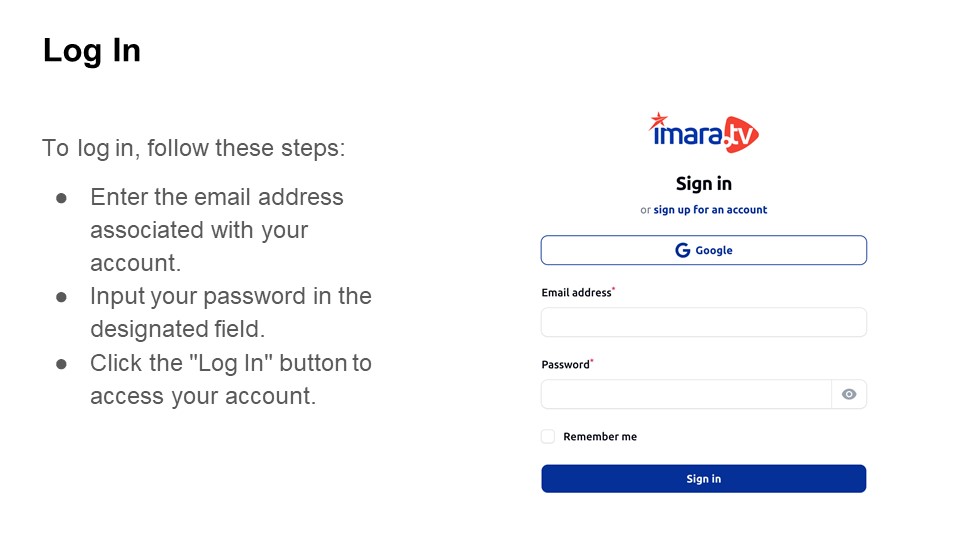 Log In
To log in, follow these steps:
● Enter the email address
associated with your
account.
● Input your password in the
designated field.
● Click the "Log In" button to
access your account.
imara.tv
Sign in
or sign up for an account
Google
Email address*
Password*
Remember me
Sign in